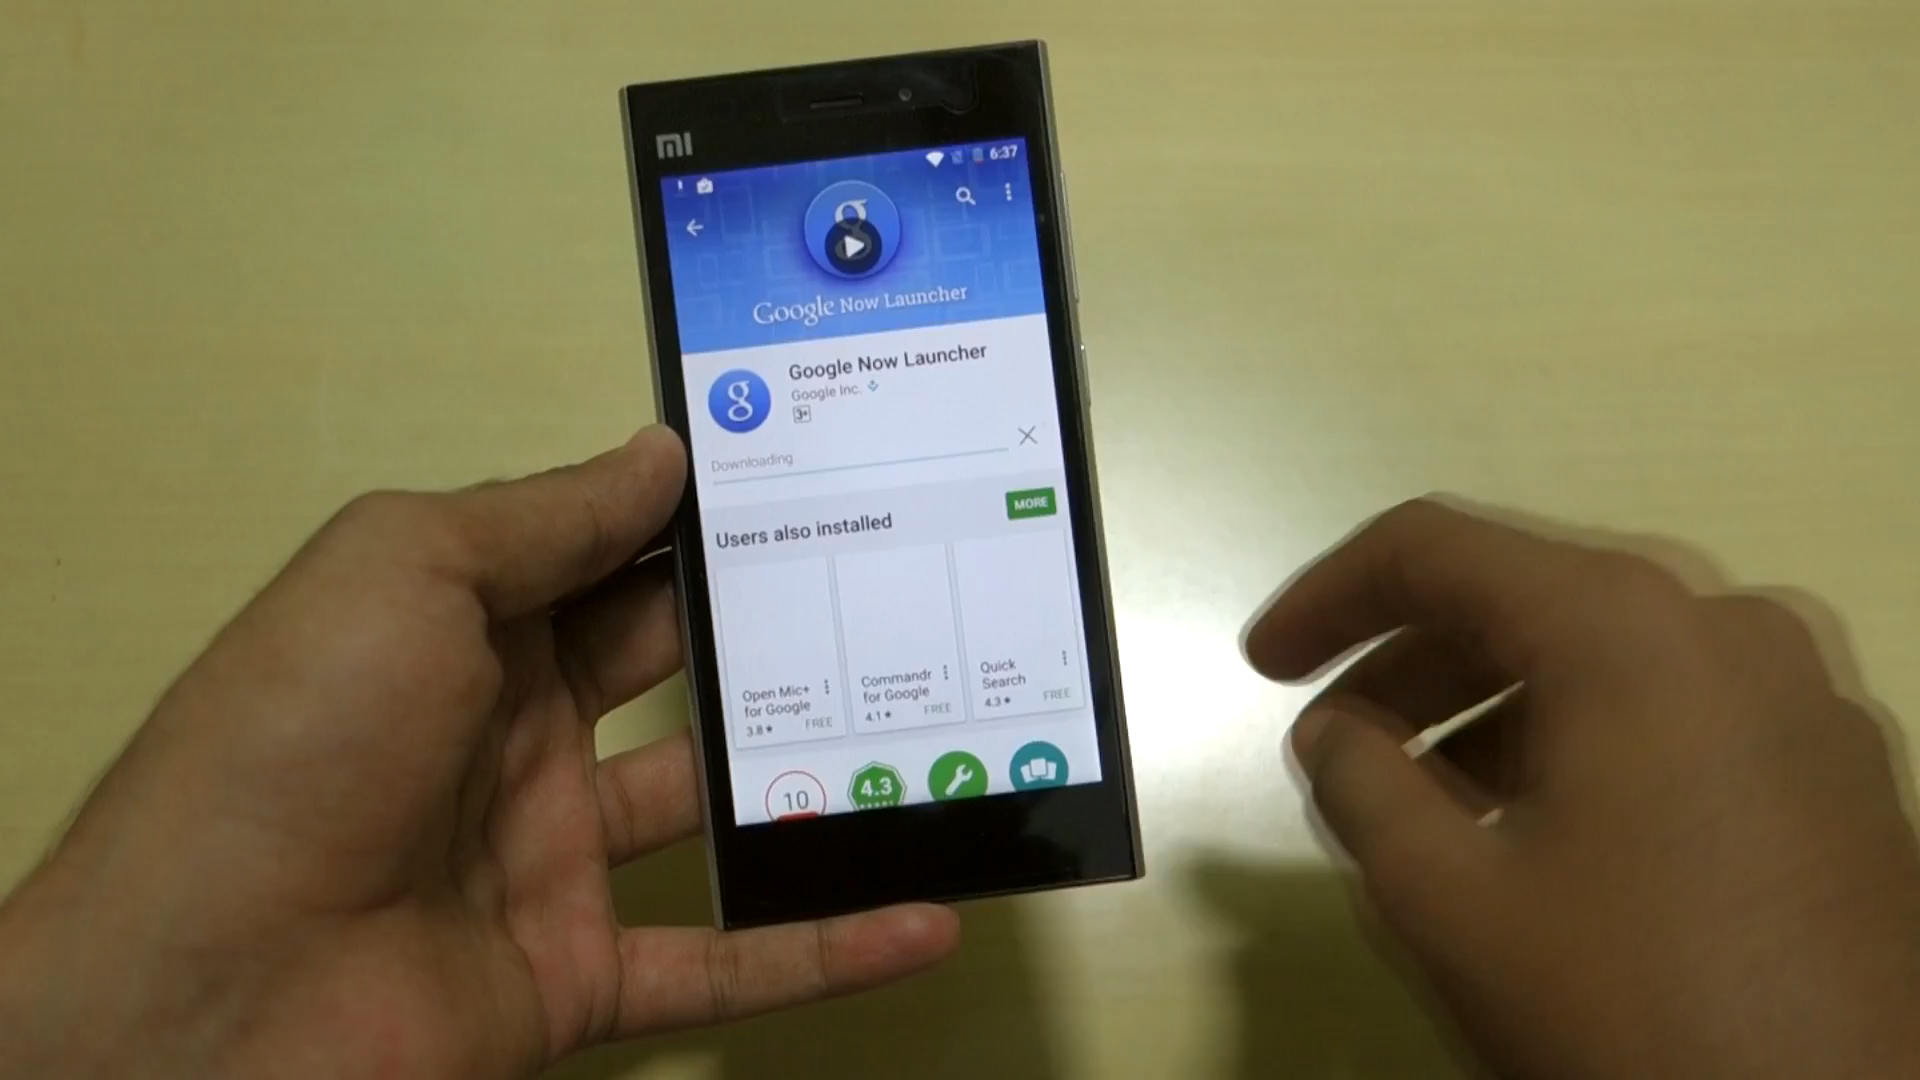 mi
6:37
g
Google Now Launcher
g
Google Now Launcher
Google Inc.
3+
Downloading
MORE
Users also installed
Open Mic+
for Google
3.8★ FREE
Commandr
for Google
4.1★ FREE
Quick
Search
4.3★ FREE
10
4.3